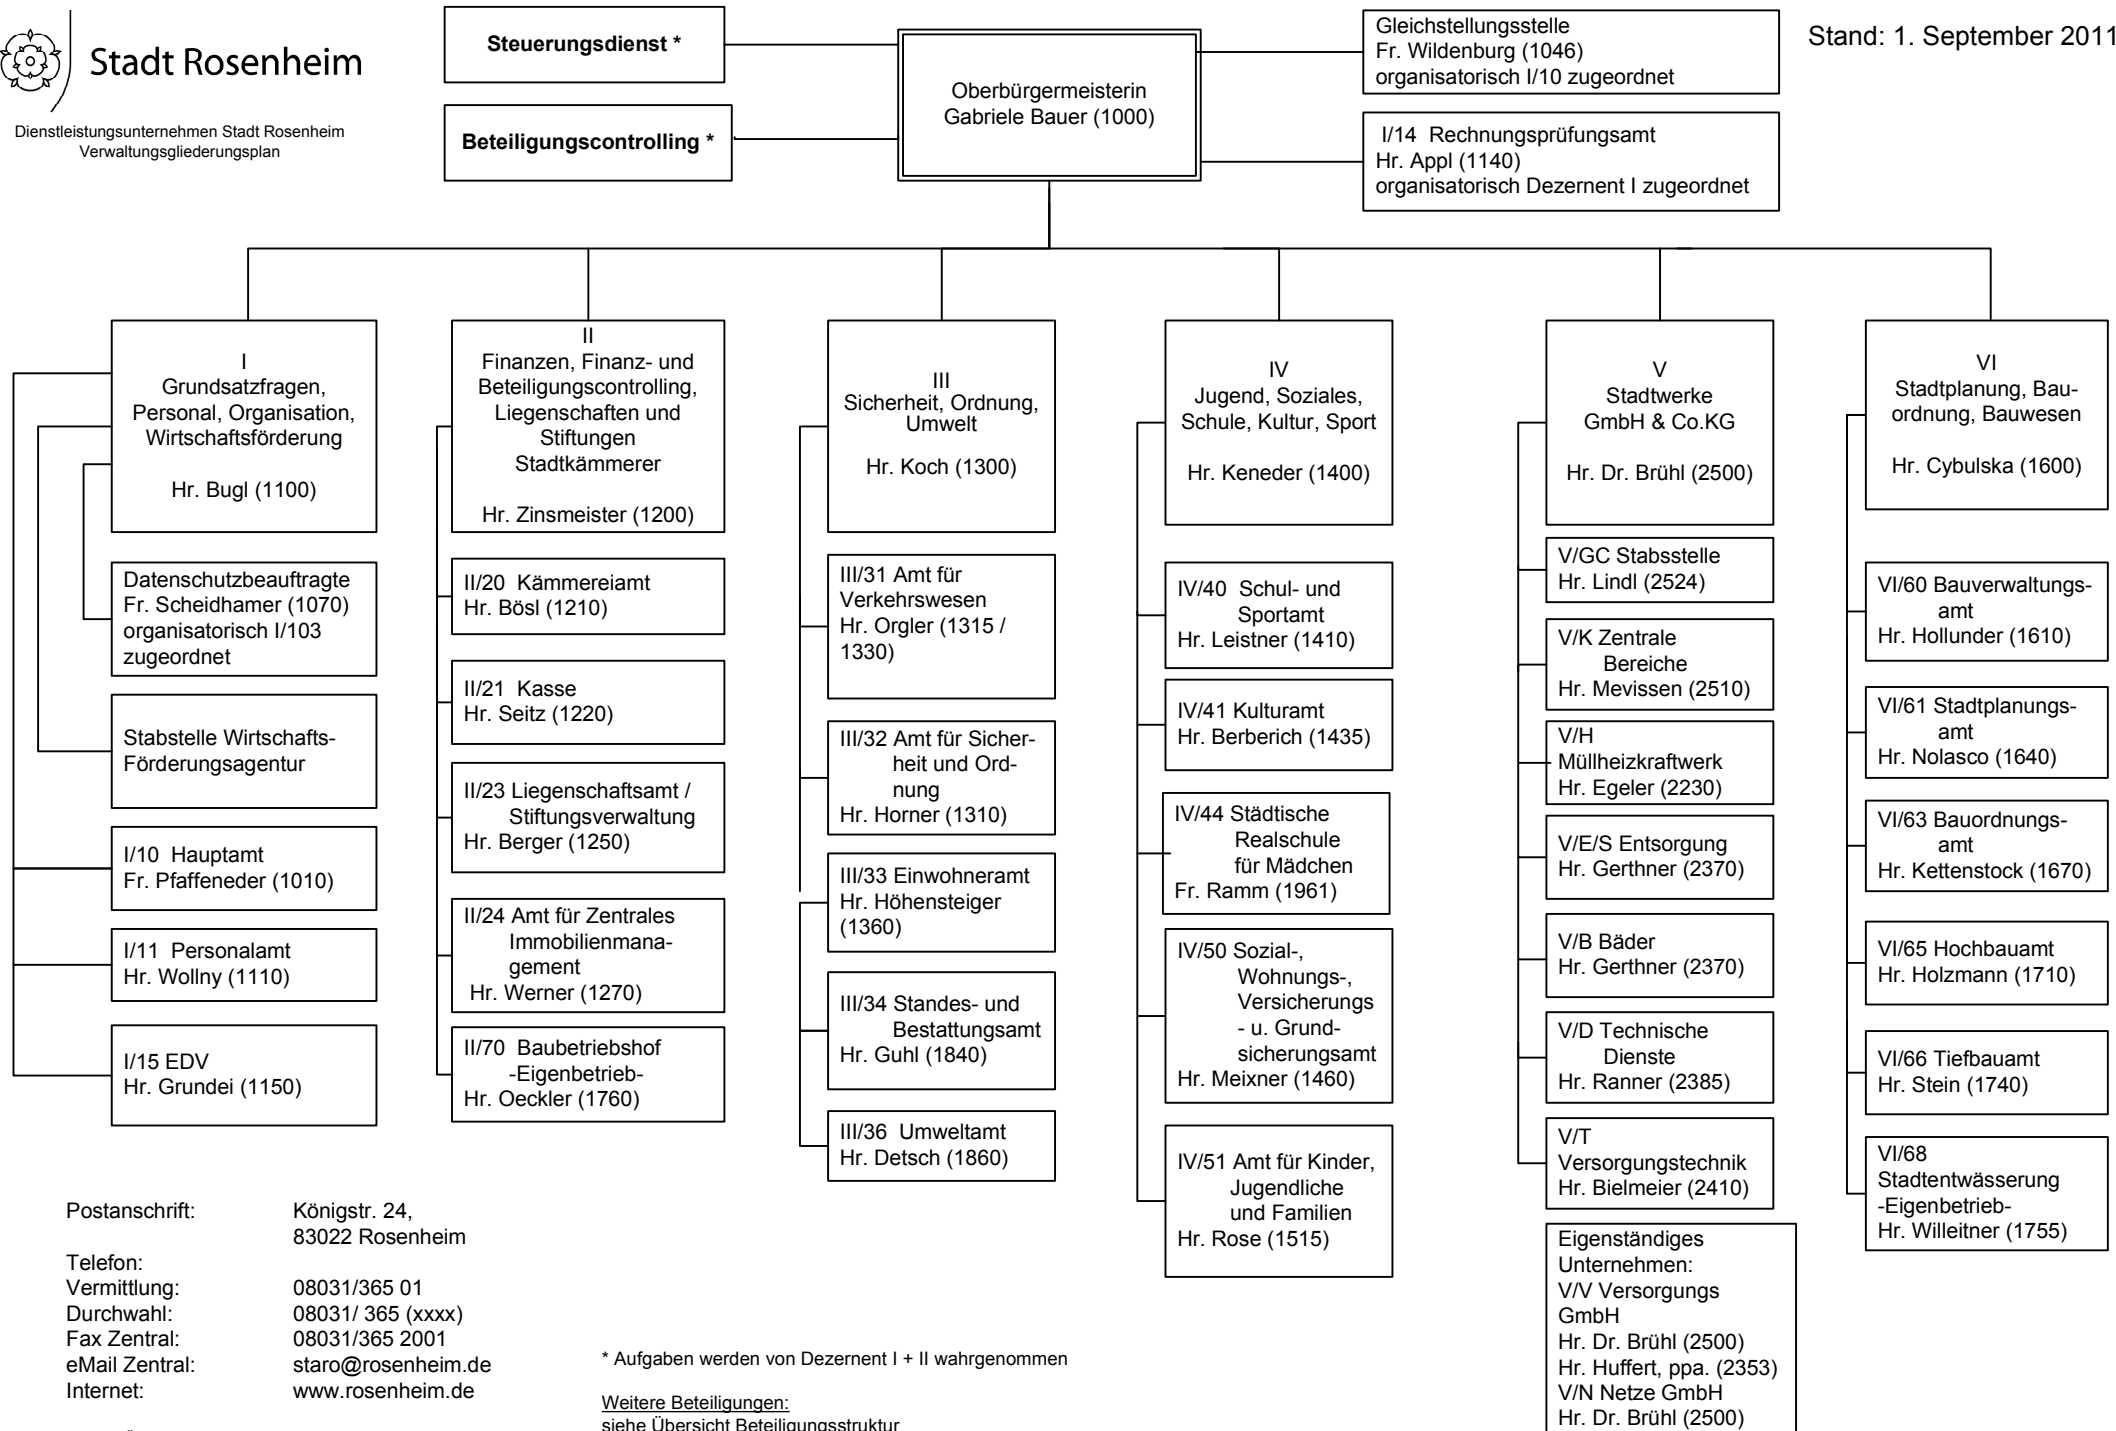 Stadt Rosenheim
Dienstleistungsunternehmen Stadt Rosenheim
Verwaltungsgliederungsplan
Steuerungsdienst *
Beteiligungscontrolling *
Oberbürgermeisterin
Gabriele Bauer (1000)
Gleichstellungsstelle
Fr. Wildenburg (1046)
organisatorisch I/10 zugeordnet
I/14 Rechnungsprüfungsamt
Hr. Appl (1140)
organisatorisch Dezernent I zugeordnet
Stand: 1. September 2011
I
Grundsatzfragen,
Personal, Organisation,
Wirtschaftsförderung
Hr. Bugl (1100)
Datenschutzbeauftragte
Fr. Scheidhamer (1070)
organisatorisch I/103
zugeordnet
Stabstelle Wirtschafts-
Förderungsagentur
I/10 Hauptamt
Fr. Pfaffeneder (1010)
I/11 Personalamt
Hr. Wollny (1110)
I/15 EDV
Hr. Grundei (1150)
II
Finanzen, Finanz- und
Beteiligungscontrolling,
Liegenschaften und
Stiftungen
Stadtkämmerer
Hr. Zinsmeister (1200)
II/20 Kämmereiamt
Hr. Bösl (1210)
II/21 Kasse
Hr. Seitz (1220)
II/23 Liegenschaftsamt /
Stiftungsverwaltung
Hr. Berger (1250)
II/24 Amt für Zentrales
Immobilienmana-
gement
Hr. Werner (1270)
II/70 Baubetriebshof
-Eigenbetrieb-
Hr. Oeckler (1760)
III
Sicherheit, Ordnung,
Umwelt
Hr. Koch (1300)
III/31 Amt für
Verkehrswesen
Hr. Orgler (1315 /
1330)
III/32 Amt für Sicher-
heit und Ord-
nung
Hr. Horner (1310)
III/33 Einwohneramt
Hr. Höhensteiger
(1360)
III/34 Standes- und
Bestattungsamt
Hr. Guhl (1840)
III/36 Umweltamt
Hr. Detsch (1860)
IV
Jugend, Soziales,
Schule, Kultur, Sport
Hr. Keneder (1400)
IV/40 Schul- und
Sportamt
Hr. Leistner (1410)
IV/41 Kulturamt
Hr. Berberich (1435)
IV/44 Städtische
Realschule
für Mädchen
Fr. Ramm (1961)
IV/50 Sozial-,
Wohnungs-,
Versicherungs
- u. Grund-
sicherungsamt
Hr. Meixner (1460)
IV/51 Amt für Kinder,
Jugendliche
und Familien
Hr. Rose (1515)
V
Stadtwerke
GmbH & Co.KG
Hr. Dr. Brühl (2500)
V/GC Stabsstelle
Hr. Lindl (2524)
V/K Zentrale
Bereiche
Hr. Mevissen (2510)
V/H
Müllheizkraftwerk
Hr. Egeler (2230)
V/E/S Entsorgung
Hr. Gerthner (2370)
V/B Bäder
Hr. Gerthner (2370)
V/D Technische
Dienste
Hr. Ranner (2385)
V/T
Versorgungstechnik
Hr. Bielmeier (2410)
Eigenständiges
Unternehmen:
V/V Versorgungs
GmbH
Hr. Dr. Brühl (2500)
Hr. Huffert, ppa. (2353)
V/N Netze GmbH
Hr. Dr. Brühl (2500)
VI
Stadtplanung, Bau-
ordnung, Bauwesen
Hr. Cybulska (1600)
VI/60 Bauverwaltungs-
amt
Hr. Hollunder (1610)
VI/61 Stadtplanungs-
amt
Hr. Nolasco (1640)
VI/63 Bauordnungs-
amt
Hr. Kettenstock (1670)
VI/65 Hochbauamt
Hr. Holzmann (1710)
VI/66 Tiefbauamt
Hr. Stein (1740)
VI/68
Stadtentwässerung
-Eigenbetrieb-
Hr. Willeitner (1755)
Postanschrift: Königstr. 24,
83022 Rosenheim
Telefon:
Vermittlung: 08031/365 01
Durchwahl: 08031/ 365 (xxxx)
Fax Zentral: 08031/365 2001
eMail Zentral: staro@rosenheim.de
Internet: www.rosenheim.de
* Aufgaben werden von Dezernent I + II wahrgenommen
Weitere Beteiligungen:
siehe Übersicht Beteiligungsstruktur